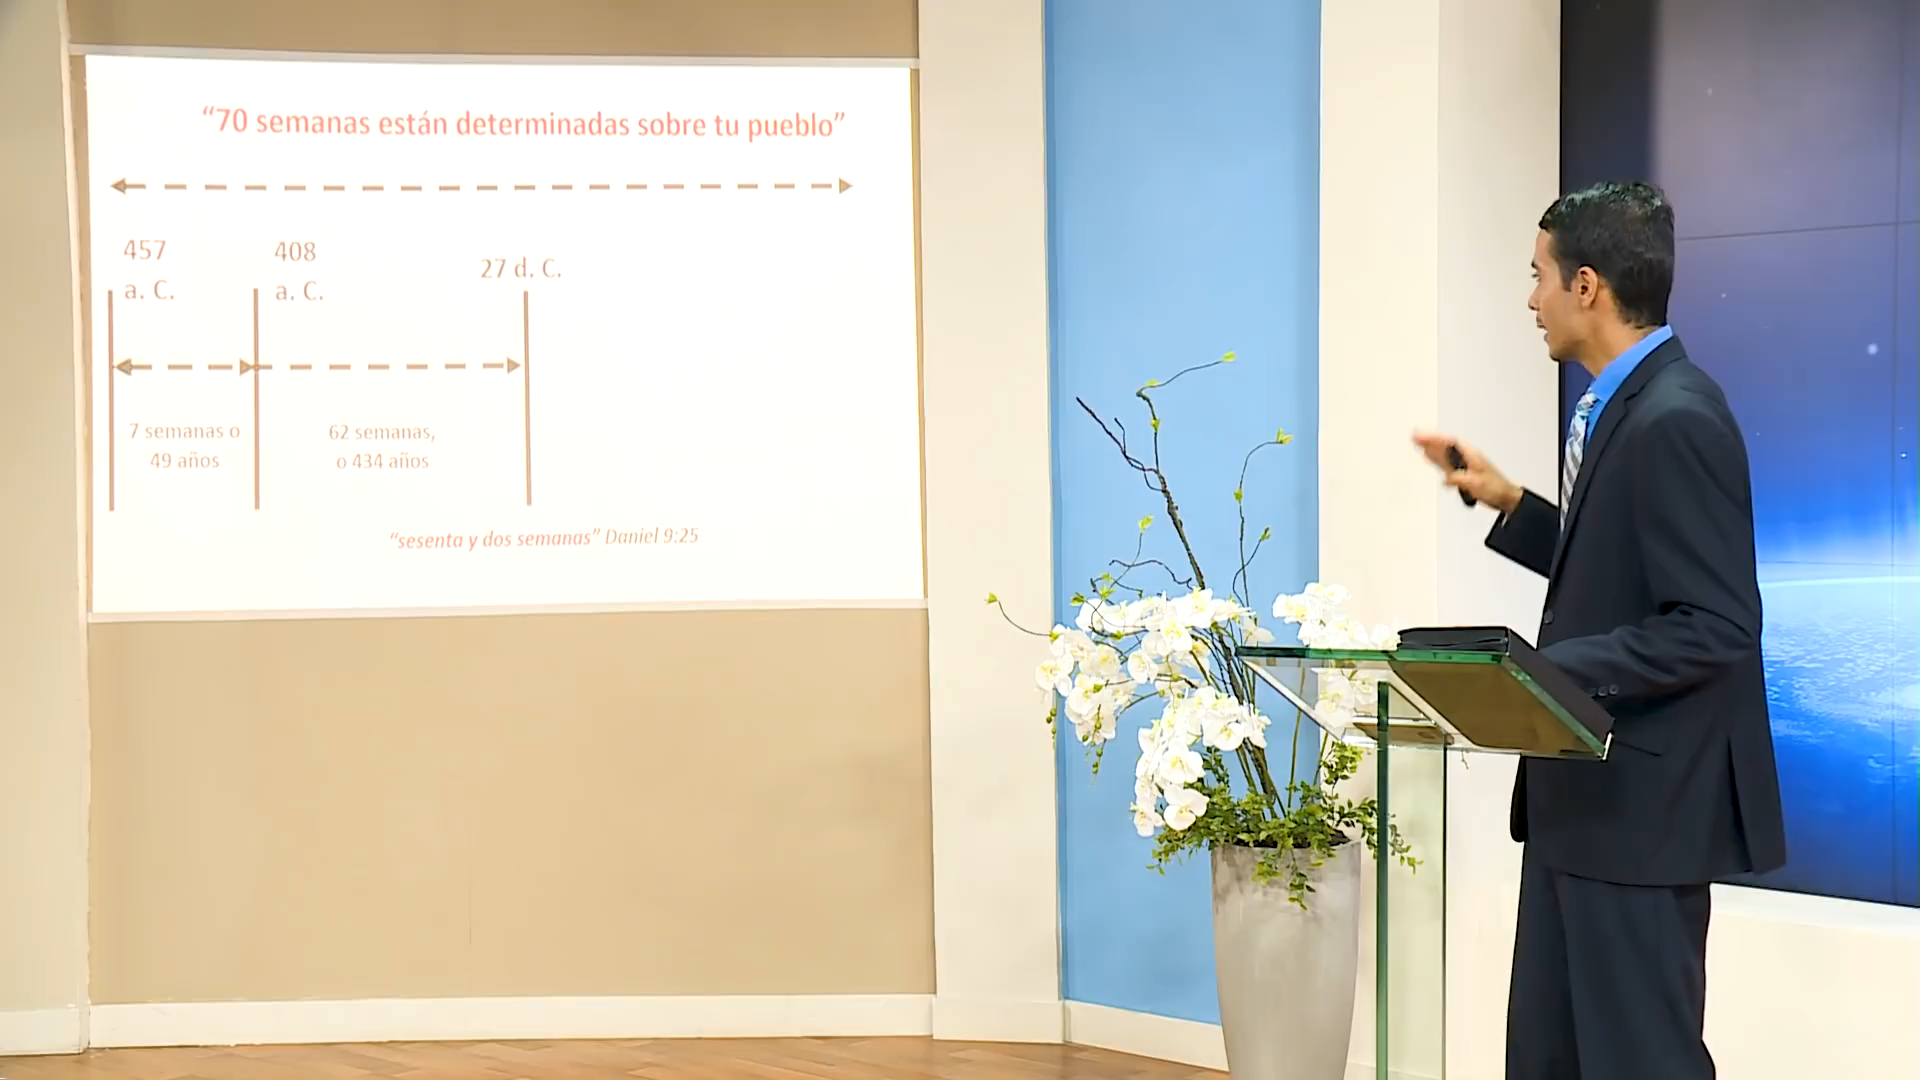 “70 semanas están determinadas sobre tu pueblo”
457
a. C.
408
a. C.
27 d. C.
7 semanas o
49 años
62 semanas,
o 434 años
“sesenta y dos semanas” Daniel 9:25